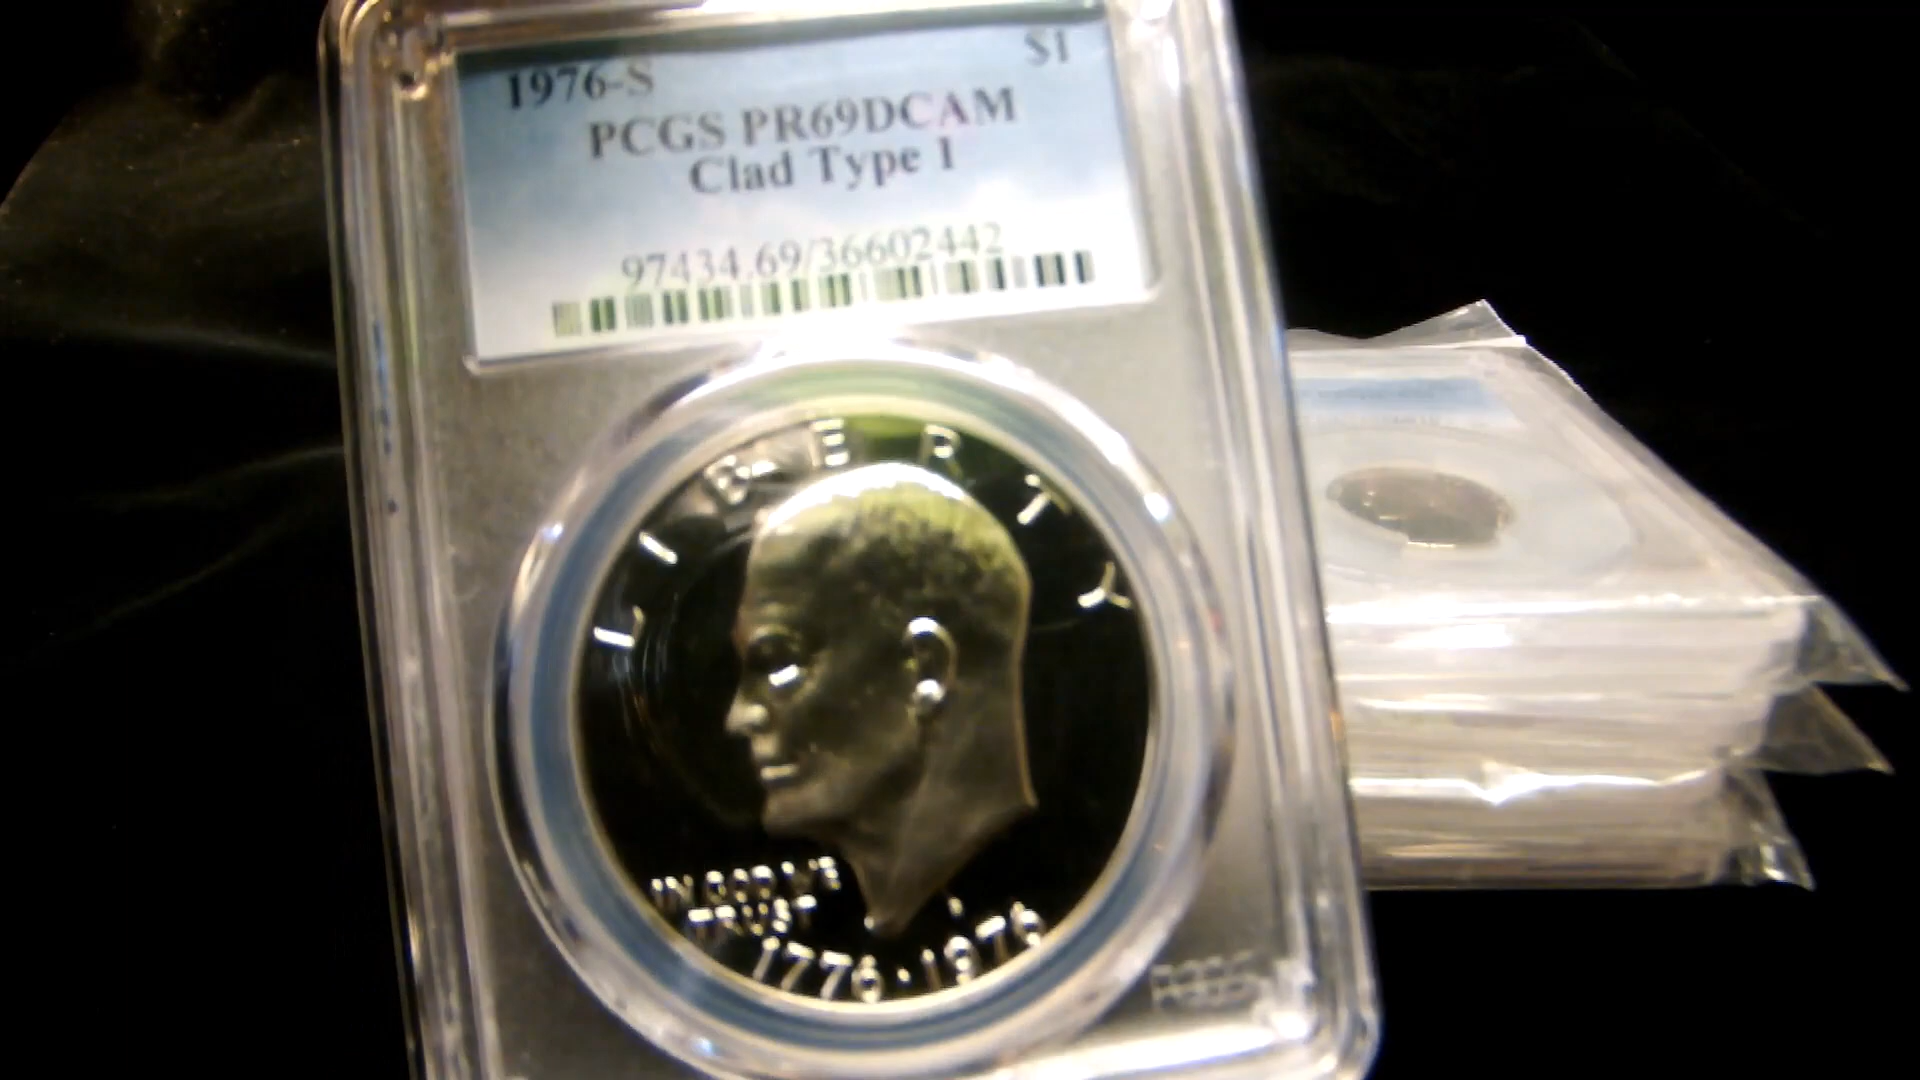 1976-S $1
PCGS PR69DCAM
Clad Type 1
97434.69/36602442
LIBERTY
IN GOD WE
TRUST
1776·1976